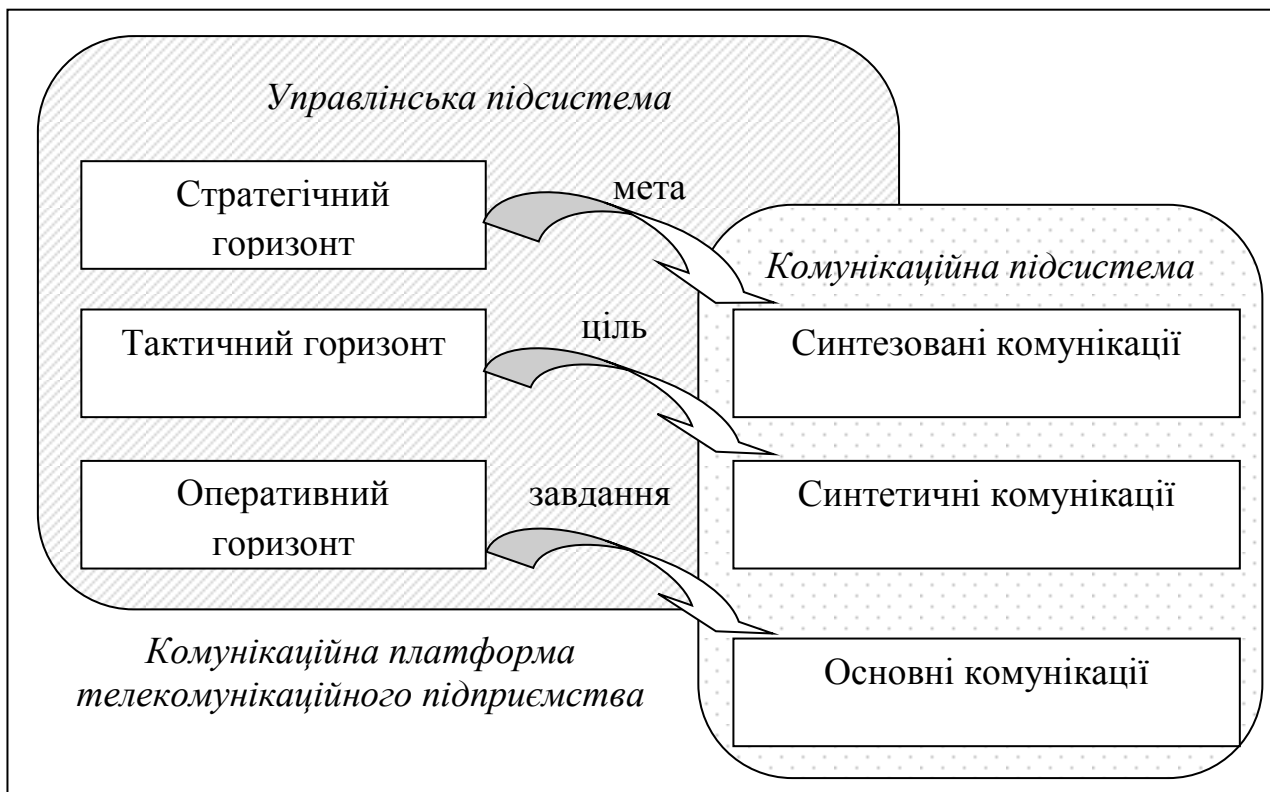 Управлінська підсистема
Стратегічний
горизонт
мета
Комунікаційна підсистема
Тактичний горизонт
ціль
Синтезовані комунікації
Оперативний
горизонт
завдання
Синтетичні комунікації
Комунікаційна платформа
телекомунікаційного підприємства
Основні комунікації